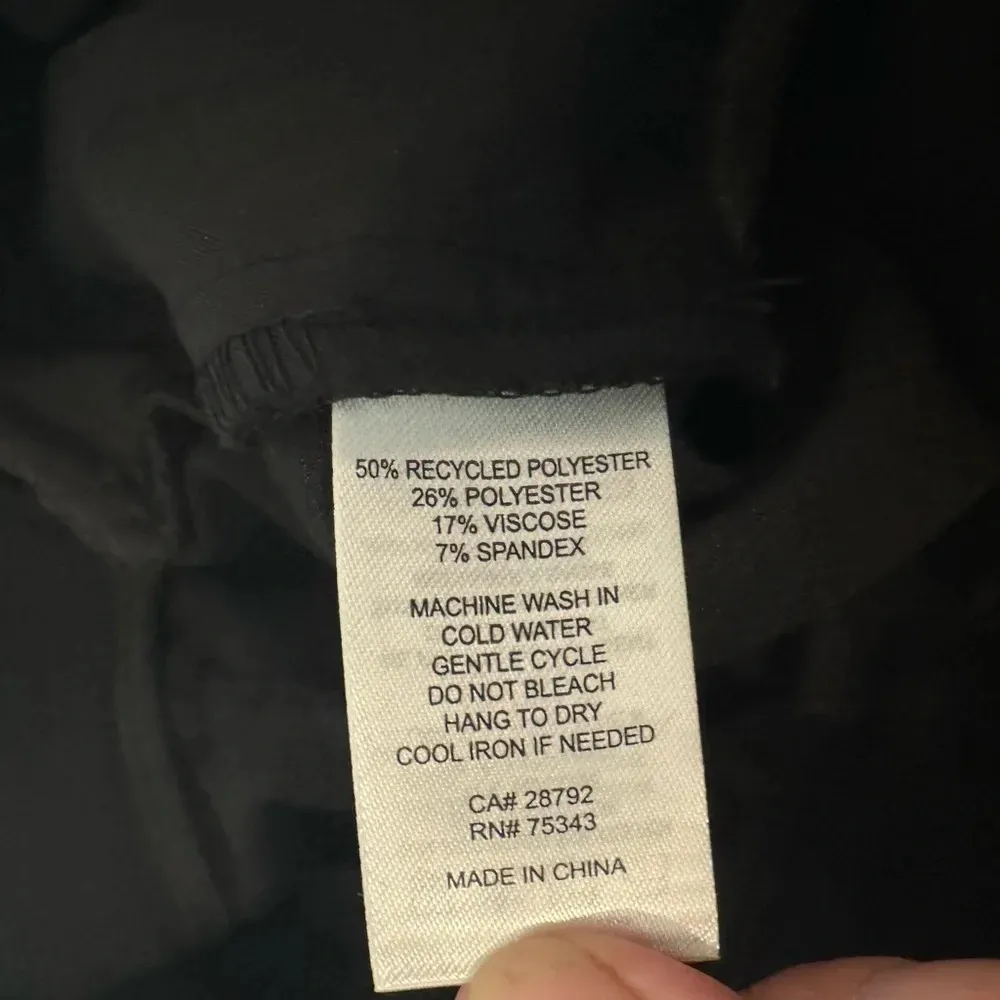 50% RECYCLED POLYESTER
26% POLYESTER
17% VISCOSE
7% SPANDEX
MACHINE WASH IN
COLD WATER
GENTLE CYCLE
DO NOT BLEACH
HANG TO DRY
COOL IRON IF NEEDED
CA# 28792
RN# 75343
MADE IN CHINA